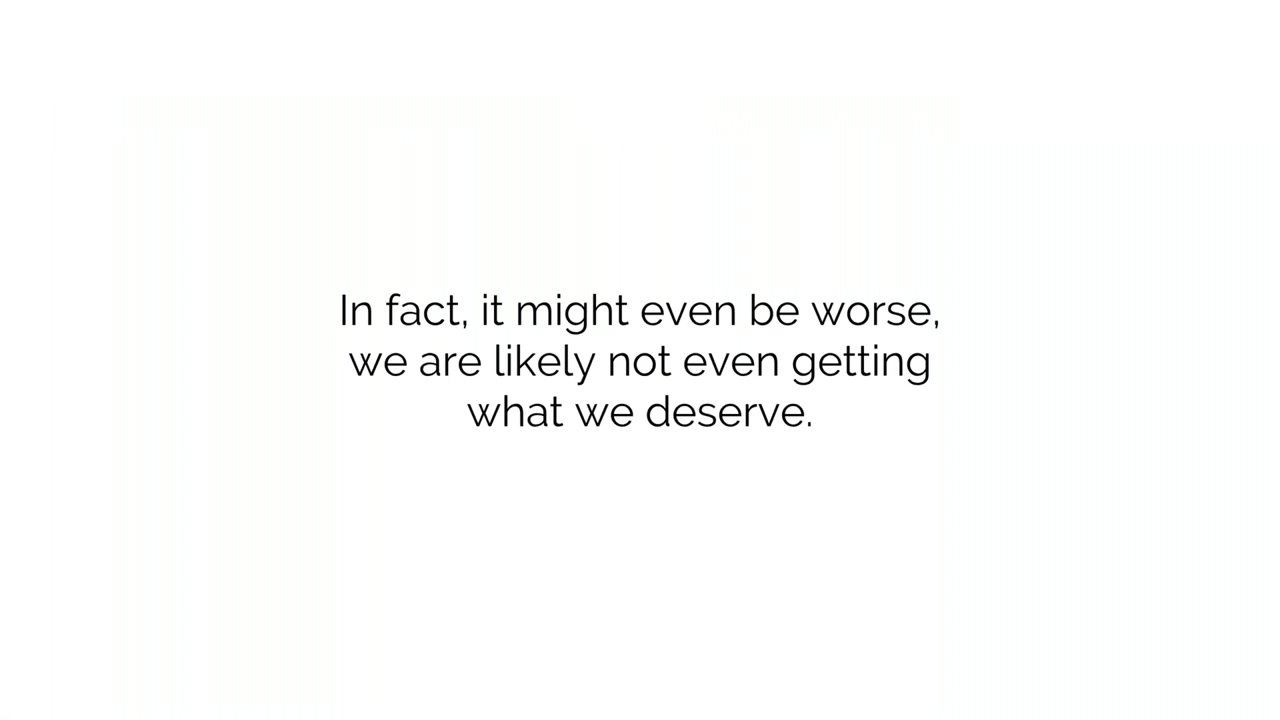 In fact, it might even be worse,
we are likely not even getting
what we deserve.